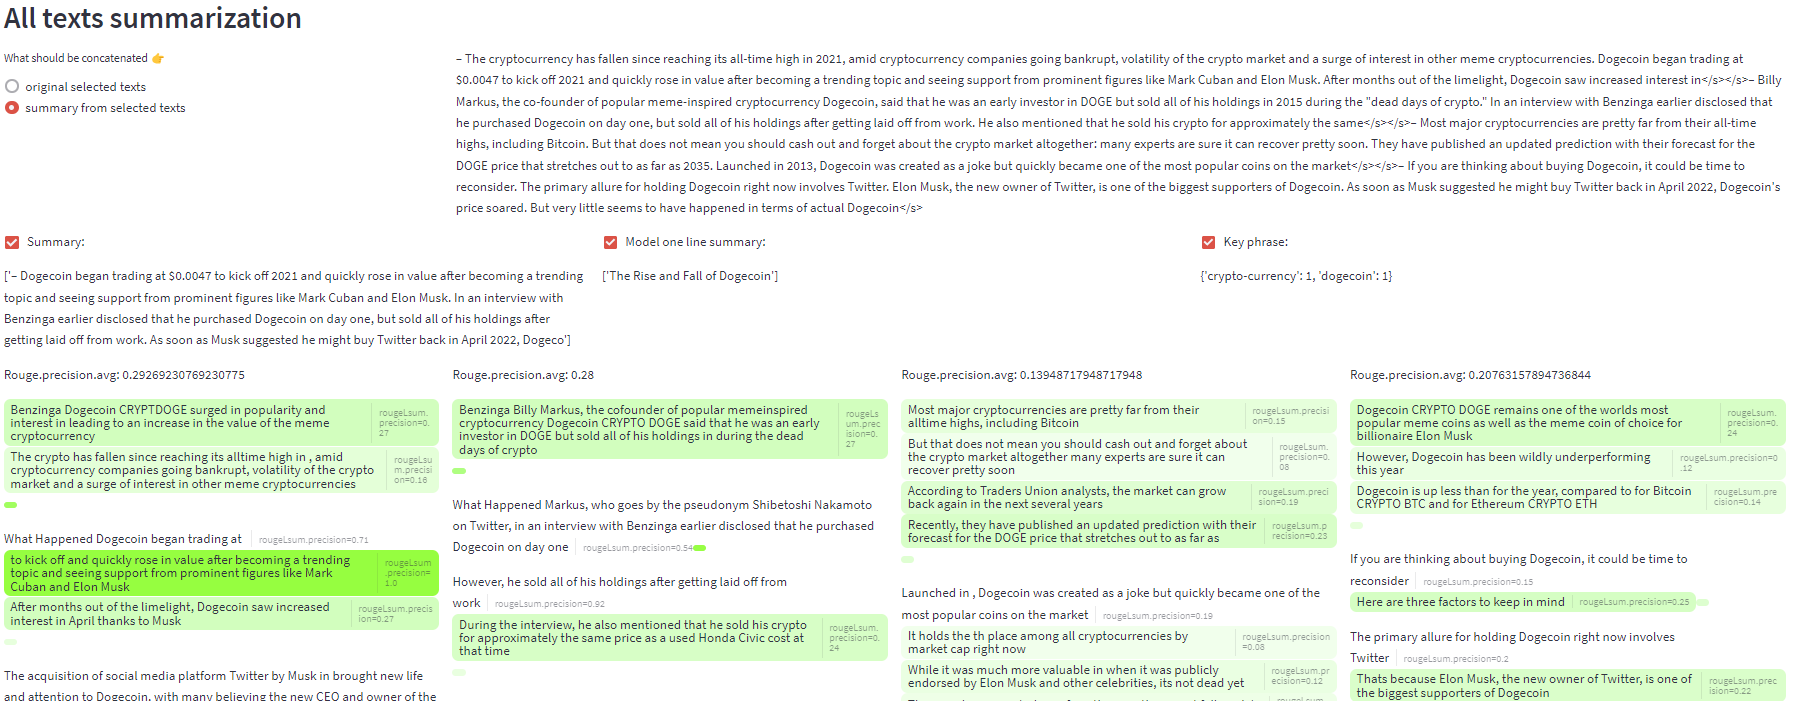 All texts summarization
What should be concatenated 👉
original selected texts
summary from selected texts
– The cryptocurrency has fallen since reaching its all-time high in 2021, amid cryptocurrency companies going bankrupt, volatility of the crypto market and a surge of interest in other meme cryptocurrencies. Dogecoin began trading at
$0.0047 to kick off 2021 and quickly rose in value after becoming a trending topic and seeing support from prominent figures like Mark Cuban and Elon Musk. After months out of the limelight, Dogecoin saw increased interest in</s></s>– Billy
Markus, the co-founder of popular meme-inspired cryptocurrency Dogecoin, said that he was an early investor in DOGE but sold all of his holdings in 2015 during the "dead days of crypto." In an interview with Benzinga earlier disclosed that
he purchased Dogecoin on day one, but sold all of his holdings after getting laid off from work. He also mentioned that he sold his crypto for approximately the same</s></s>– Most major cryptocurrencies are pretty far from their all-time
highs, including Bitcoin. But that does not mean you should cash out and forget about the crypto market altogether: many experts are sure it can recover pretty soon. They have published an updated prediction with their forecast for the
DOGE price that stretches out to as far as 2035. Launched in 2013, Dogecoin was created as a joke but quickly became one of the most popular coins on the market</s></s>– If you are thinking about buying Dogecoin, it could be time to
reconsider. The primary allure for holding Dogecoin right now involves Twitter. Elon Musk, the new owner of Twitter, is one of the biggest supporters of Dogecoin. As soon as Musk suggested he might buy Twitter back in April 2022, Dogecoin's
price soared. But very little seems to have happened in terms of actual Dogecoin</s>
Summary:
['– Dogecoin began trading at $0.0047 to kick off 2021 and quickly rose in value after becoming a trending
topic and seeing support from prominent figures like Mark Cuban and Elon Musk. In an interview with
Benzinga earlier disclosed that he purchased Dogecoin on day one, but sold all of his holdings after
getting laid off from work. As soon as Musk suggested he might buy Twitter back in April 2022, Dogeco']
Model one line summary:
['The Rise and Fall of Dogecoin']
Key phrase:
{'crypto-currency': 1, 'dogecoin': 1}
Rouge.precision.avg: 0.29269230769230775
Benzinga Dogecoin CRYPTDOGE surged in popularity and
interest in leading to an increase in the value of the meme
cryptocurrency
rougeLsum.
precision=0.
27
The crypto has fallen since reaching its alltime high in , amid
cryptocurrency companies going bankrupt, volatility of the crypto
market and a surge of interest in other meme cryptocurrencies
rougeLsu
m.precisi
on=0.16
What Happened Dogecoin began trading at
rougeLsum.precision=0.71
to kick off and quickly rose in value after becoming a trending
topic and seeing support from prominent figures like Mark
Cuban and Elon Musk
rougeLsum
.precision=
1.0
After months out of the limelight, Dogecoin saw increased
interest in April thanks to Musk
rougeLsum.precis
ion=0.27
The acquisition of social media platform Twitter by Musk in brought new life
and attention to Dogecoin, with many believing the new CEO and owner of the
Rouge.precision.avg: 0.28
Benzinga Billy Markus, the cofounder of popular memeinspired
cryptocurrency Dogecoin CRYPTO DOGE said that he was an early
investor in DOGE but sold all of his holdings in during the dead
days of crypto
rougeLs
um.prec
ision=0.
27
What Happened Markus, who goes by the pseudonym Shibetoshi Nakamoto
on Twitter, in an interview with Benzinga earlier disclosed that he purchased
Dogecoin on day one
rougeLsum.precision=0.54
However, he sold all of his holdings after getting laid off from
work
rougeLsum.precision=0.92
During the interview, he also mentioned that he sold his crypto
for approximately the same price as a used Honda Civic cost at
that time
rougeLsum.
precision=0.
24
Rouge.precision.avg: 0.13948717948717948
Most major cryptocurrencies are pretty far from their
alltime highs, including Bitcoin
rougeLsum.precisi
on=0.15
But that does not mean you should cash out and forget about
the crypto market altogether many experts are sure it can
recover pretty soon
rougeLsum.
precision=0.
08
According to Traders Union analysts, the market can grow
back again in the next several years
rougeLsum.preci
sion=0.19
Recently, they have published an updated prediction with their
forecast for the DOGE price that stretches out to as far as
rougeLsum.p
recision=0.23
Launched in , Dogecoin was created as a joke but quickly became one of the
most popular coins on the market
rougeLsum.precision=0.19
It holds the th place among all cryptocurrencies by
market cap right now
rougeLsum.precision
=0.08
While it was much more valuable in when it was publicly
endorsed by Elon Musk and other celebrities, its not dead yet
rougeLsum.pr
ecision=0.12
Rouge.precision.avg: 0.20763157894736844
Dogecoin CRYPTO DOGE remains one of the worlds most
popular meme coins as well as the meme coin of choice for
billionaire Elon Musk
rougeLsum.
precision=0.
24
However, Dogecoin has been wildly underperforming
this year
rougeLsum.precision=0
.12
Dogecoin is up less than for the year, compared to for Bitcoin
CRYPTO BTC and for Ethereum CRYPTO ETH
rougeLsum.pre
cision=0.14
If you are thinking about buying Dogecoin, it could be time to
reconsider
rougeLsum.precision=0.15
Here are three factors to keep in mind
rougeLsum.precision=0.25
The primary allure for holding Dogecoin right now involves
Twitter
rougeLsum.precision=0.2
Thats because Elon Musk, the new owner of Twitter, is one of
the biggest supporters of Dogecoin
rougeLsum.prec
ision=0.22